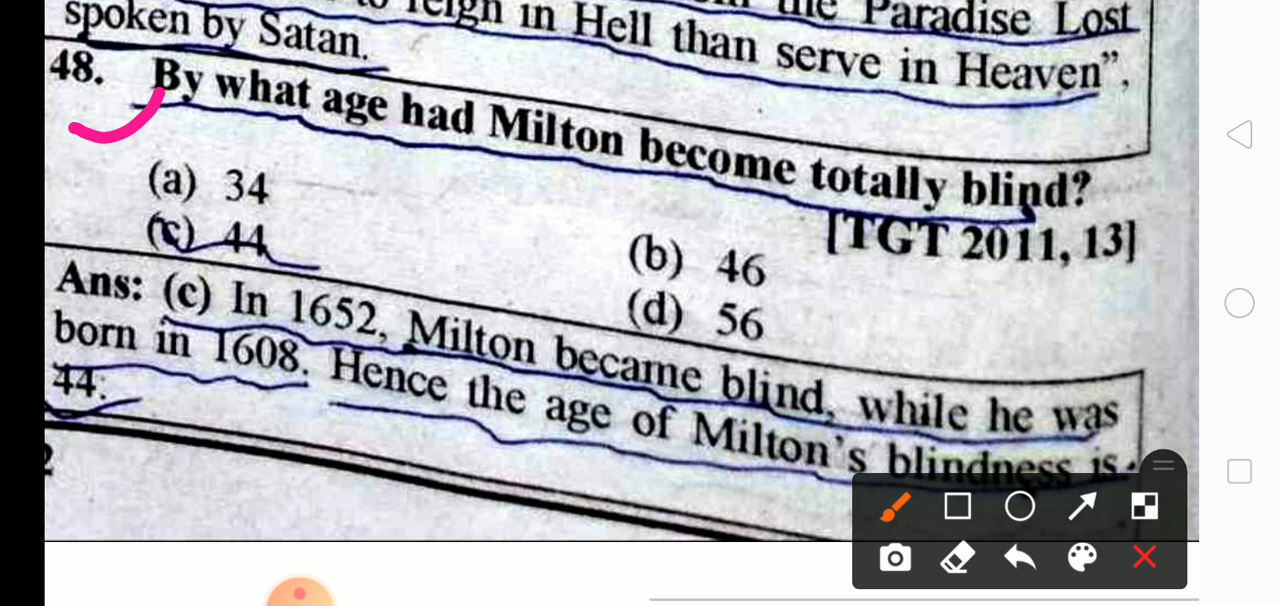 reign in Hell than serve in Heaven”.
the Paradise Lost
spoken by Satan.
48. By what age had Milton become totally blind?
[TGT 2011, 13]
(a) 34
(b) 46
(c) 44
(d) 56
Ans: (c) In 1652, Milton became blind, while he was
born in 1608. Hence the age of Milton’s blindness is
44.